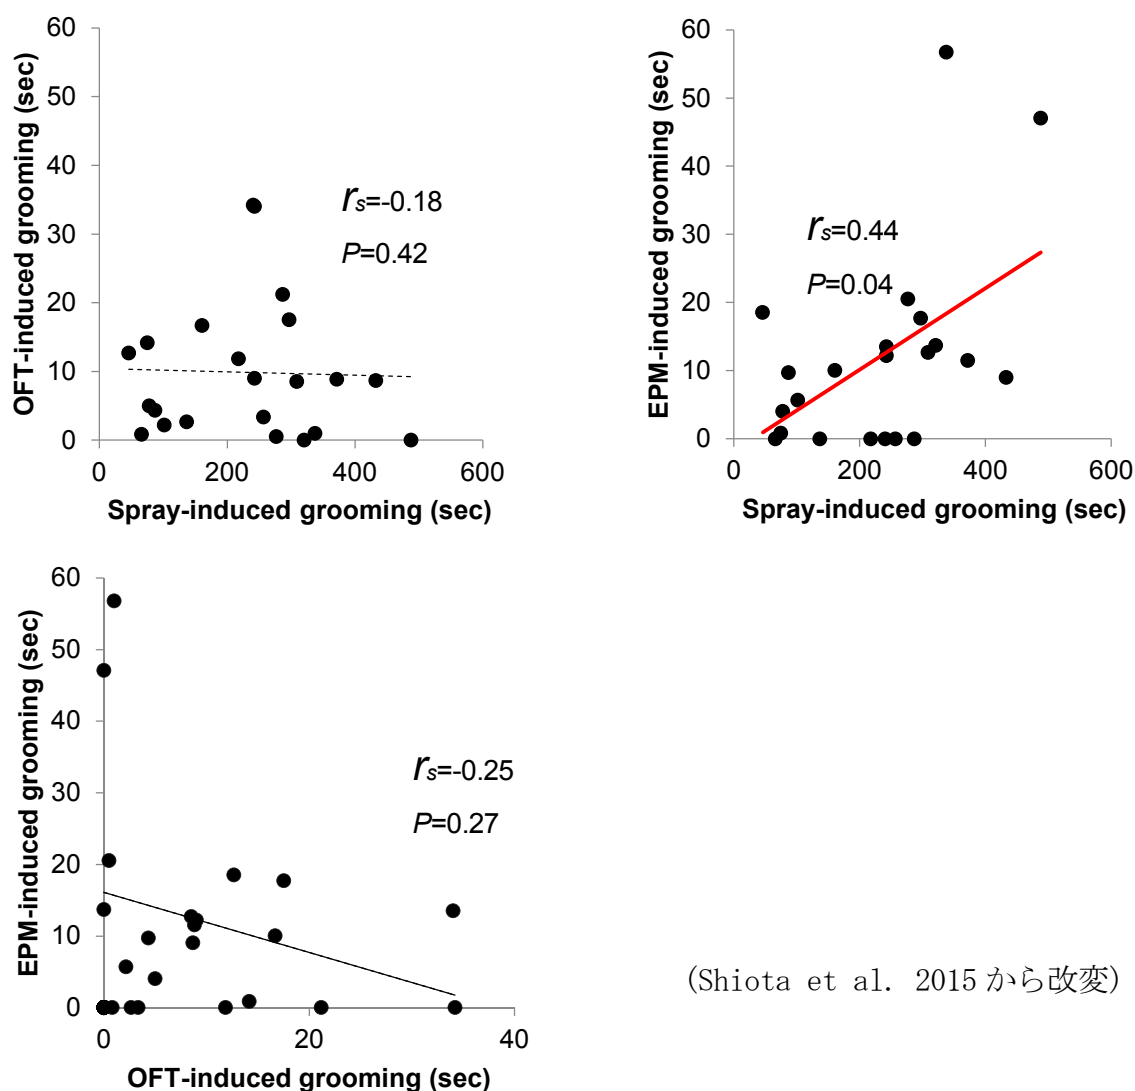 60
50
40
30
20
10
0
OFT-induced grooming (sec)
rs=-0.18
P=0.42
0 200 400 600
Spray-induced grooming (sec)
60
50
40
30
20
10
0
EPM-induced grooming (sec)
rs=0.44
P=0.04
0 200 400 600
Spray-induced grooming (sec)
60
50
40
30
20
10
0
EPM-induced grooming (sec)
rs=-0.25
P=0.27
0 20 40
OFT-induced grooming (sec)
(Shiota et al. 2015から改変)